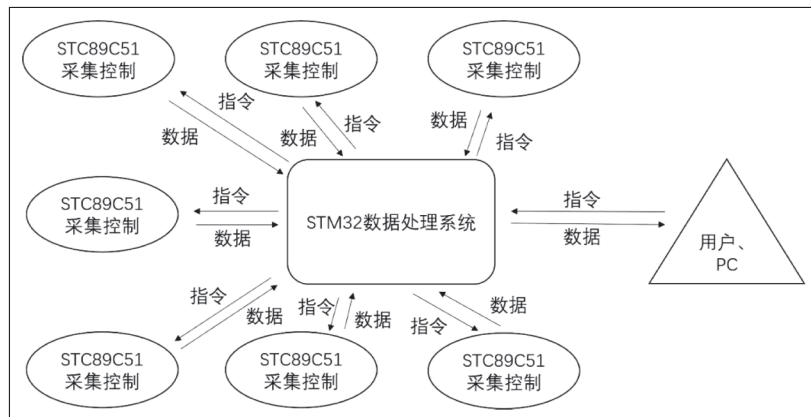 STC89C51
采集控制
STC89C51
采集控制
STC89C51
采集控制
指令
数据
数据
指令
数据
指令
STC89C51
采集控制
指令
数据
STM32数据处理系统
指令
数据
用户、
PC
指令
数据
指令
数据
指令
数据
STC89C51
采集控制
STC89C51
采集控制
STC89C51
采集控制